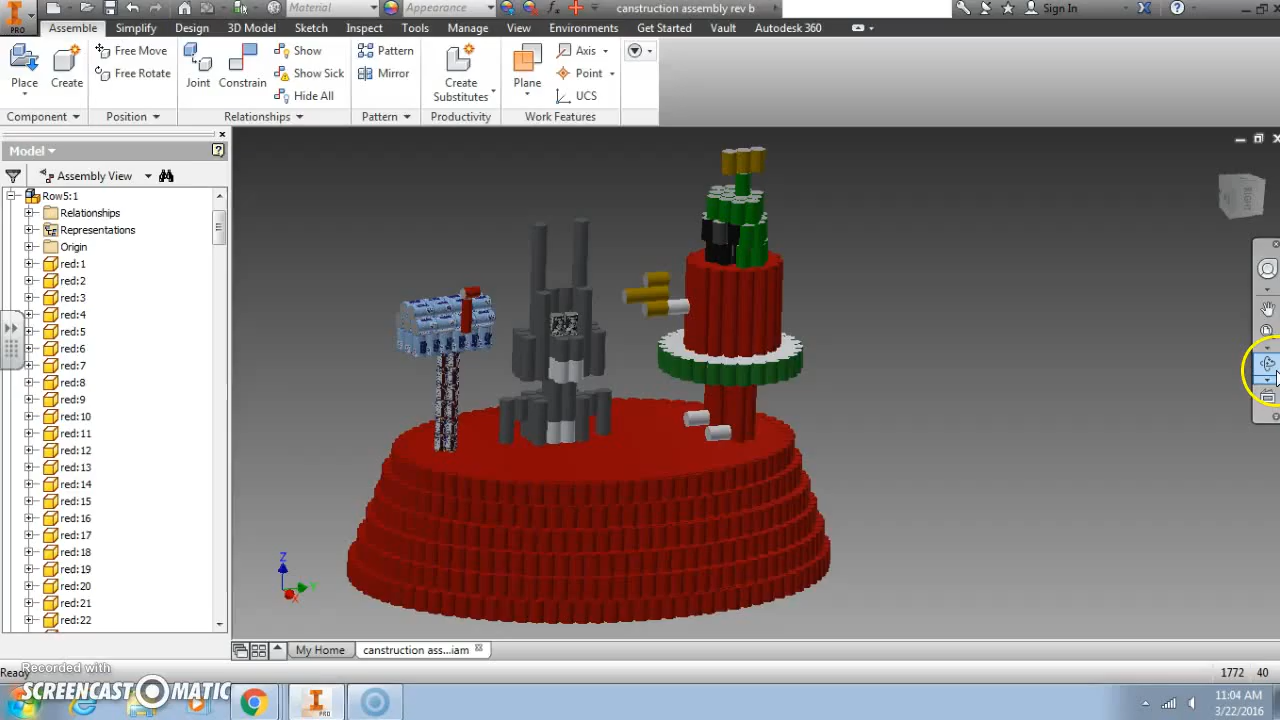 Material
Appearance
canstruction assembly rev b
Sign In
PRO
Assemble
Simplify
Design
3D Model
Sketch
Inspect
Tools
Manage
View
Environments
Get Started
Vault
Autodesk 360
Place
Create
Free Move
Free Rotate
Joint
Constrain
Show
Show Sick
Hide All
Pattern
Mirror
Create
Substitutes
Plane
Axis
Point
UCS
Component
Position
Relationships
Pattern
Productivity
Work Features
Model
Assembly View
Row5:1
Relationships
Representations
Origin
red:1
red:2
red:3
red:4
red:5
red:6
red:7
red:8
red:9
red:10
red:11
red:12
red:13
red:14
red:15
red:16
red:17
red:18
red:19
red:20
red:21
red:22
RIGHT
Z
Y
X
My Home
canstruction ass...iam
Ready
1772 40
Recorded with
SCREENCAST MATIC
PRO
11:04 AM
3/22/2016